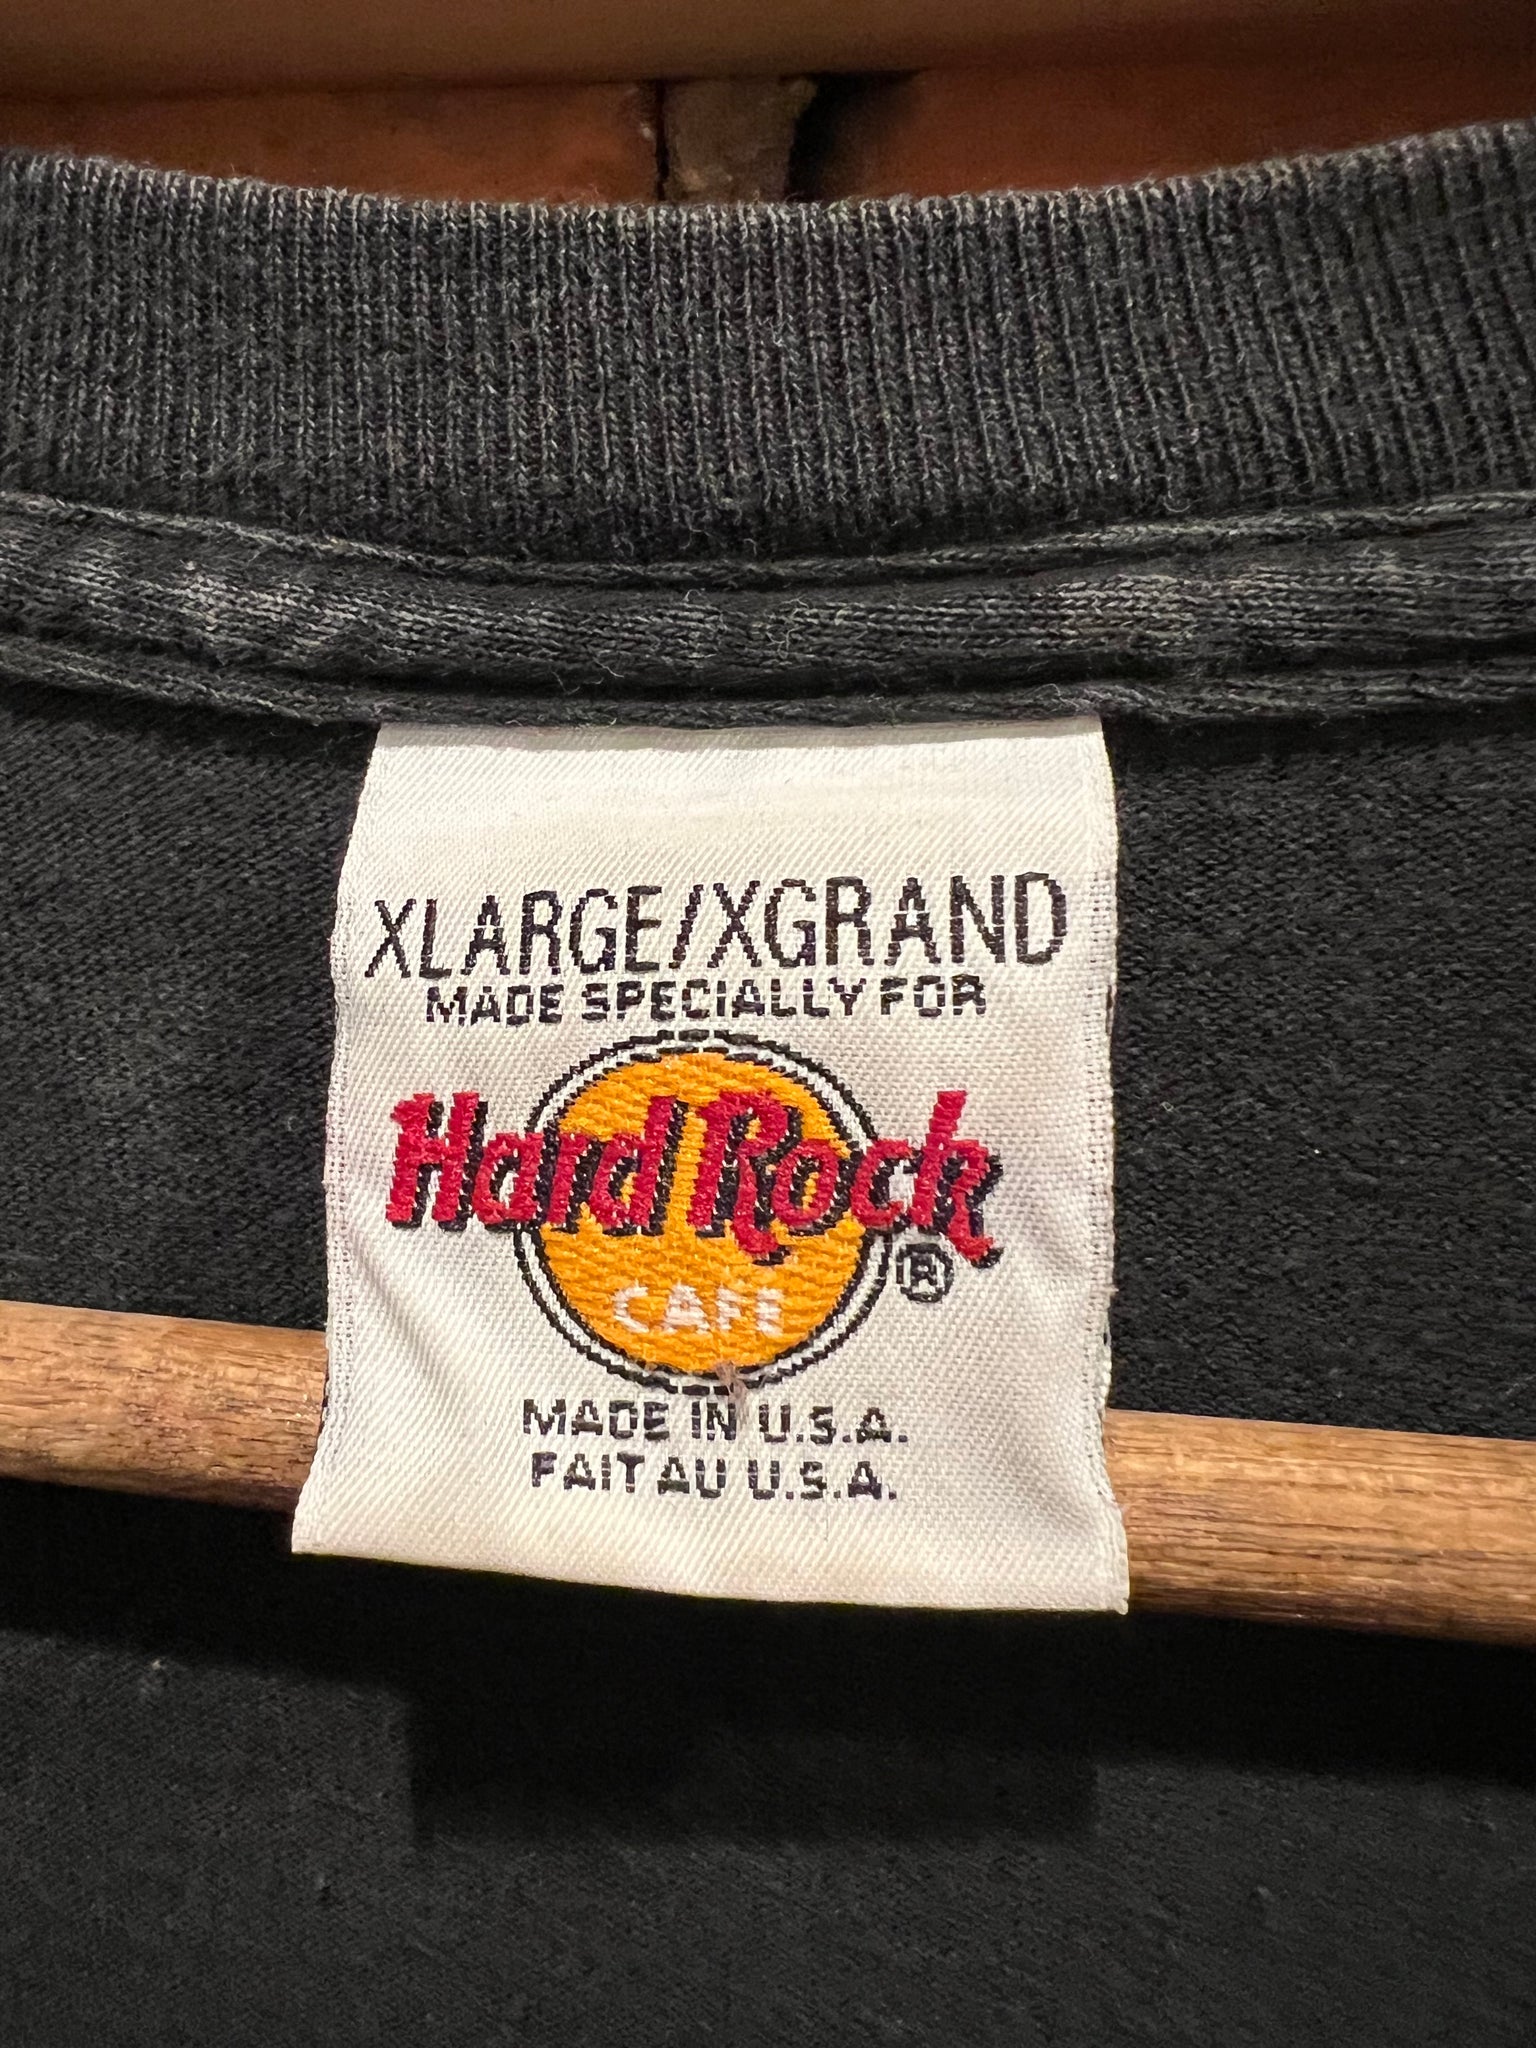 XLARGE/XGRAND
MADE SPECIALLY FOR
Hard Rock
CAFE
®
MADE IN U.S.A.
FAIT AU U.S.A.